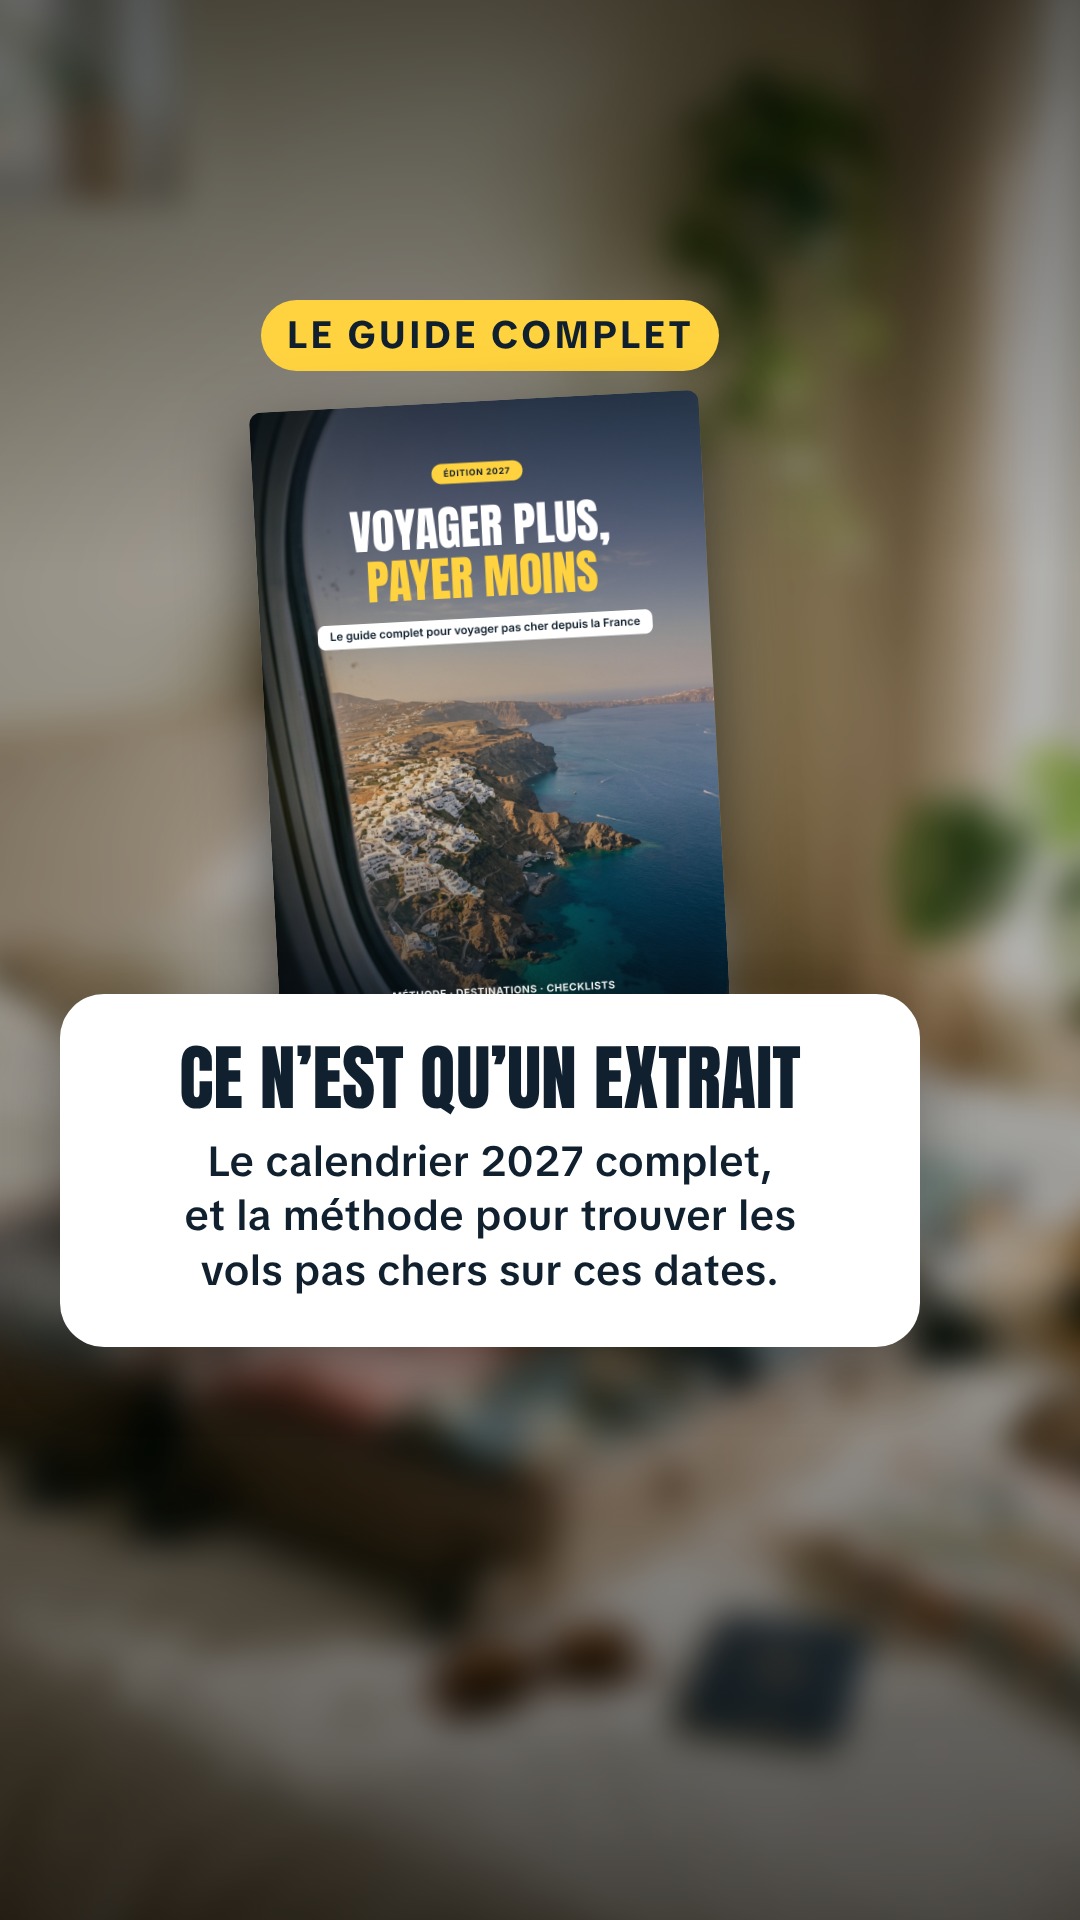 LE GUIDE COMPLET
ÉDITION 2027
VOYAGER PLUS,
PAYER MOINS
Le guide complet pour voyager pas cher depuis la France
MÉTHODE · DESTINATIONS · CHECKLISTS
CE N’EST QU’UN EXTRAIT
Le calendrier 2027 complet,
et la méthode pour trouver les
vols pas chers sur ces dates.